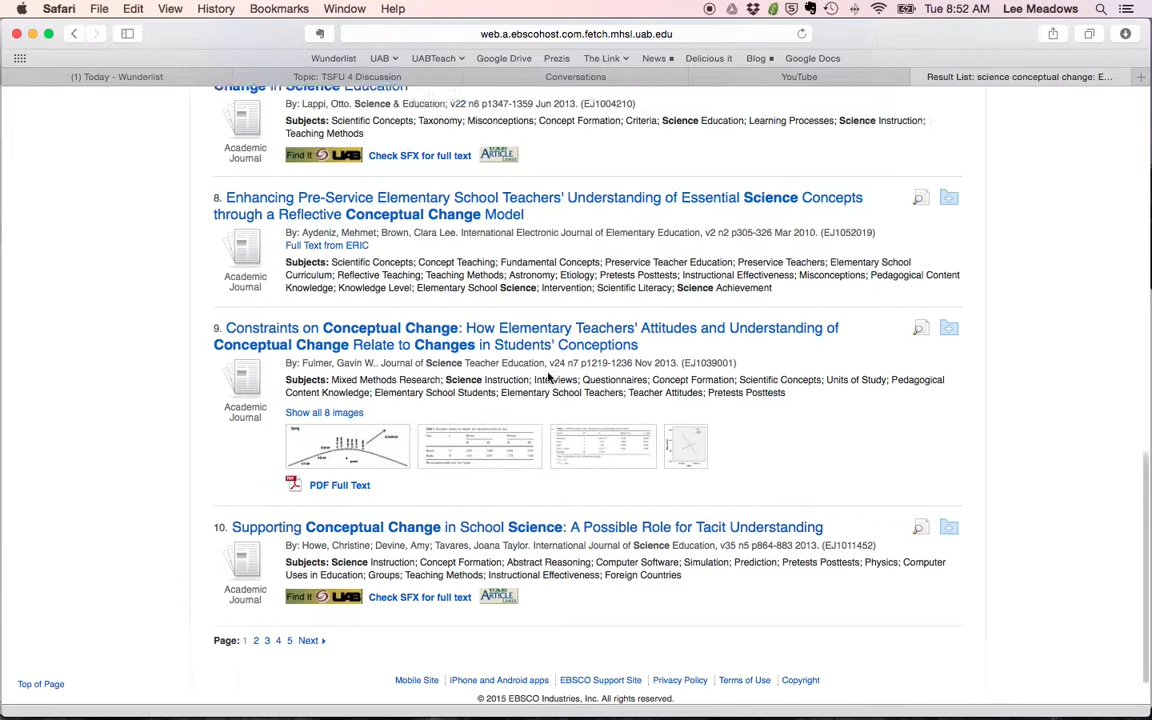 Safari File Edit View History Bookmarks Window Help Tue 8:52 AM Lee Meadows
web.a.ebscohost.com.fetch.mhsl.uab.edu
Wunderlist UAB UABTeach Google Drive Prezis The Link News Delicious it Blog Google Docs
(1) Today - Wunderlist Topic: TSFU 4 Discussion Conversations YouTube Result List: science conceptual change: E...
Change in Science Education
By: Lappi, Otto. Science & Education, v22 n6 p1347-1359 Jun 2013. (EJ1004210)
Subjects: Scientific Concepts; Taxonomy; Misconceptions; Concept Formation; Criteria; Science Education; Learning Processes; Science Instruction;
Teaching Methods
Academic
Journal
Find It UAB Check SFX for full text UAB ARTICLE
8. Enhancing Pre-Service Elementary School Teachers' Understanding of Essential Science Concepts
through a Reflective Conceptual Change Model
By: Aydeniz, Mehmet; Brown, Clara Lee. International Electronic Journal of Elementary Education, v2 n2 p305-326 Mar 2010. (EJ1052019)
Full Text from ERIC
Subjects: Scientific Concepts; Concept Teaching; Fundamental Concepts; Preservice Teacher Education; Preservice Teachers; Elementary School
Curriculum; Reflective Teaching; Teaching Methods; Astronomy; Etiology; Pretests Posttests; Instructional Effectiveness; Misconceptions; Pedagogical Content
Knowledge; Knowledge Level; Elementary School Science; Intervention; Scientific Literacy; Science Achievement
Academic
Journal
9. Constraints on Conceptual Change: How Elementary Teachers' Attitudes and Understanding of
Conceptual Change Relate to Changes in Students' Conceptions
By: Fulmer, Gavin W.. Journal of Science Teacher Education, v24 n7 p1219-1236 Nov 2013. (EJ1039001)
Subjects: Mixed Methods Research; Science Instruction; Interviews; Questionnaires; Concept Formation; Scientific Concepts; Units of Study; Pedagogical
Content Knowledge; Elementary School Students; Elementary School Teachers; Teacher Attitudes; Pretests Posttests
Academic
Journal
Show all 8 images
PDF Full Text
10. Supporting Conceptual Change in School Science: A Possible Role for Tacit Understanding
By: Howe, Christine; Devine, Amy; Tavares, Joana Taylor. International Journal of Science Education, v35 n5 p864-883 2013. (EJ1011452)
Subjects: Science Instruction; Concept Formation; Abstract Reasoning; Computer Software; Simulation; Prediction; Pretests Posttests; Physics; Computer
Uses in Education; Groups; Teaching Methods; Instructional Effectiveness; Foreign Countries
Academic
Journal
Find It UAB Check SFX for full text UAB ARTICLE
Page: 1 2 3 4 5 Next
Top of Page
Mobile Site iPhone and Android apps EBSCO Support Site Privacy Policy Terms of Use Copyright
© 2015 EBSCO Industries, Inc. All rights reserved.